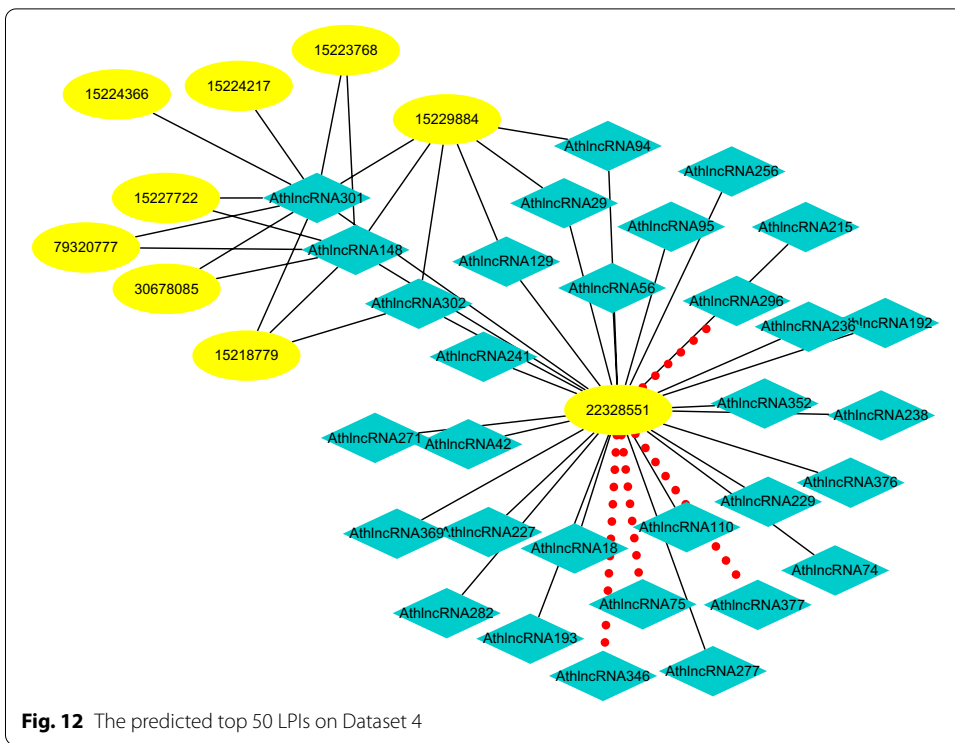 15223768
15224217
15224366
15229884
AthlncRNA94
AthlncRNA256
AthlncRNA301
15227722
AthlncRNA29
AthlncRNA95
AthlncRNA215
79320777
AthlncRNA148
AthlncRNA129
30678085
AthlncRNA56
AthlncRNA302
AthlncRNA296
AthlncRNA236
AthlncRNA192
15218779
AthlncRNA241
22328551
AthlncRNA352
AthlncRNA238
AthlncRNA271
AthlncRNA42
AthlncRNA376
AthlncRNA229
AthlncRNA369
AthlncRNA227
AthlncRNA110
AthlncRNA18
AthlncRNA74
AthlncRNA282
AthlncRNA75
AthlncRNA377
AthlncRNA193
AthlncRNA346
AthlncRNA277
Fig. 12 The predicted top 50 LPIs on Dataset 4